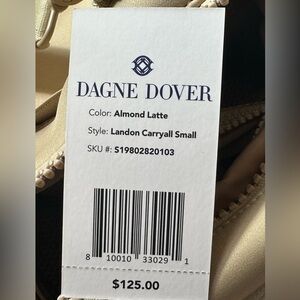 DAGNE DOVER
Color: Almond Latte
Style: Landon Carryall Small
SKU #: S19802820103
8 10010 33029 1
$125.00